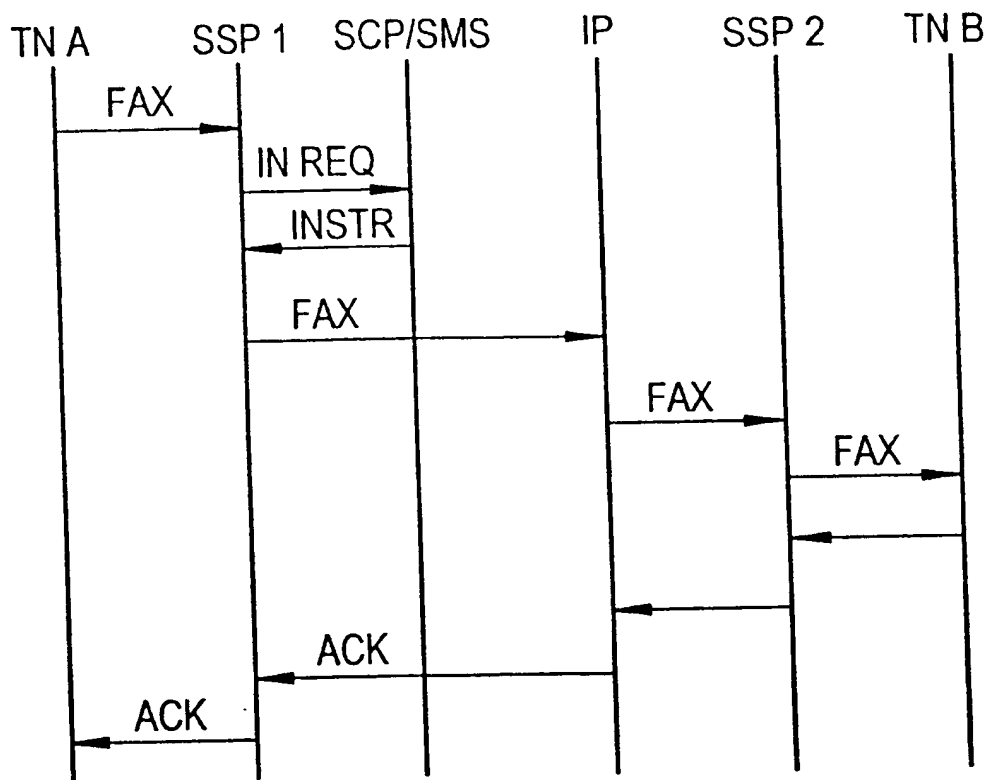 TN A SSP 1 SCP/SMS IP SSP 2 TN B
FAX
IN REQ
INSTR
FAX
FAX
FAX
ACK
ACK